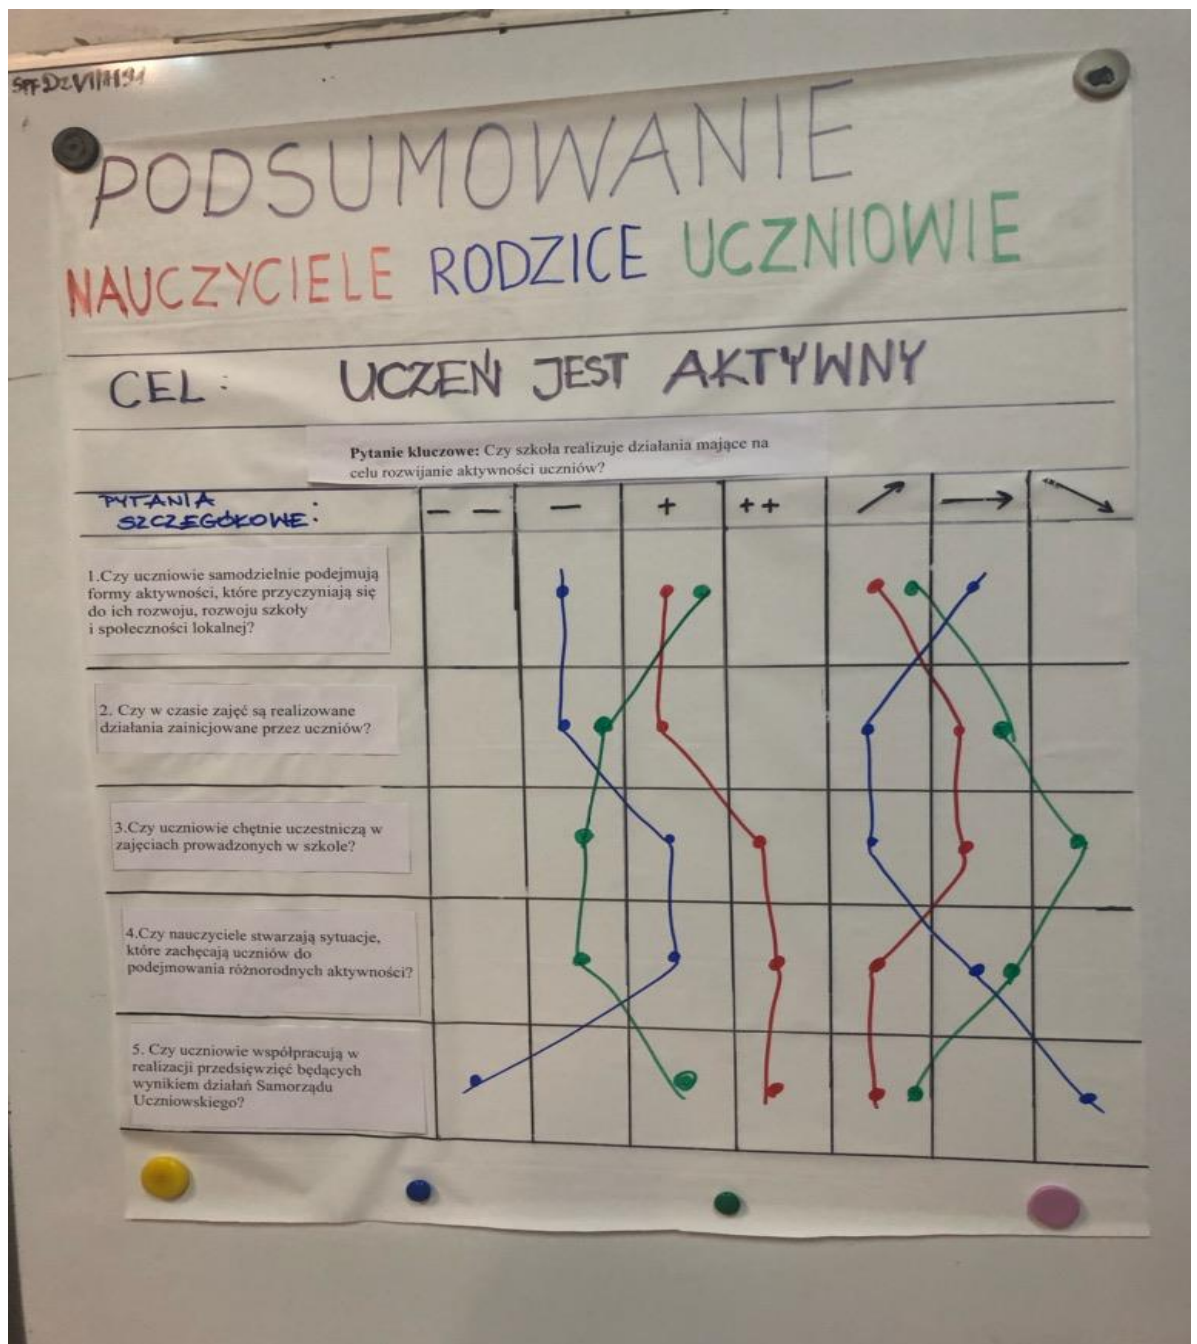 PODSUMOWANIE
NAUCZYCIELE RODZICE UCZNIOWIE
CEL: UCZEŃ JEST AKTYWNY
Pytanie kluczowe: Czy szkoła realizuje działania mające na
celu rozwijanie aktywności uczniów?
PYTANIA
SZCZEGÓŁOWE:
- - - + ++ ↗ → ↘
1.Czy uczniowie samodzielnie podejmują
formy aktywności, które przyczyniają się
do ich rozwoju, rozwoju szkoły
i społeczności lokalnej?
2. Czy w czasie zajęć są realizowane
działania zainicjowane przez uczniów?
3.Czy uczniowie chętnie uczestniczą w
zajęciach prowadzonych w szkole?
4.Czy nauczyciele stwarzają sytuacje,
które zachęcają uczniów do
podejmowania różnorodnych aktywności?
5. Czy uczniowie współpracują w
realizacji przedsięwzięć będących
wynikiem działań Samorządu
Uczniowskiego?